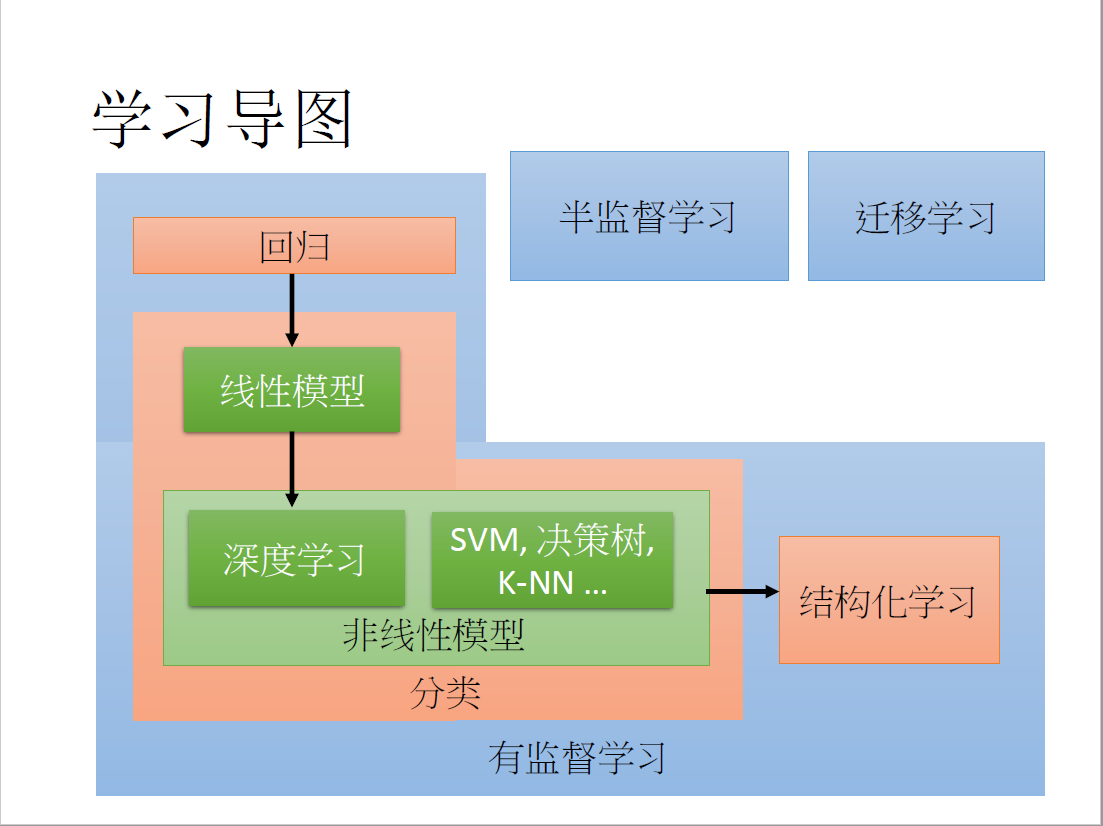 学习导图
半监督学习
迁移学习
回归
线性模型
深度学习
SVM, 决策树,
K-NN ...
非线性模型
结构化学习
分类
有监督学习